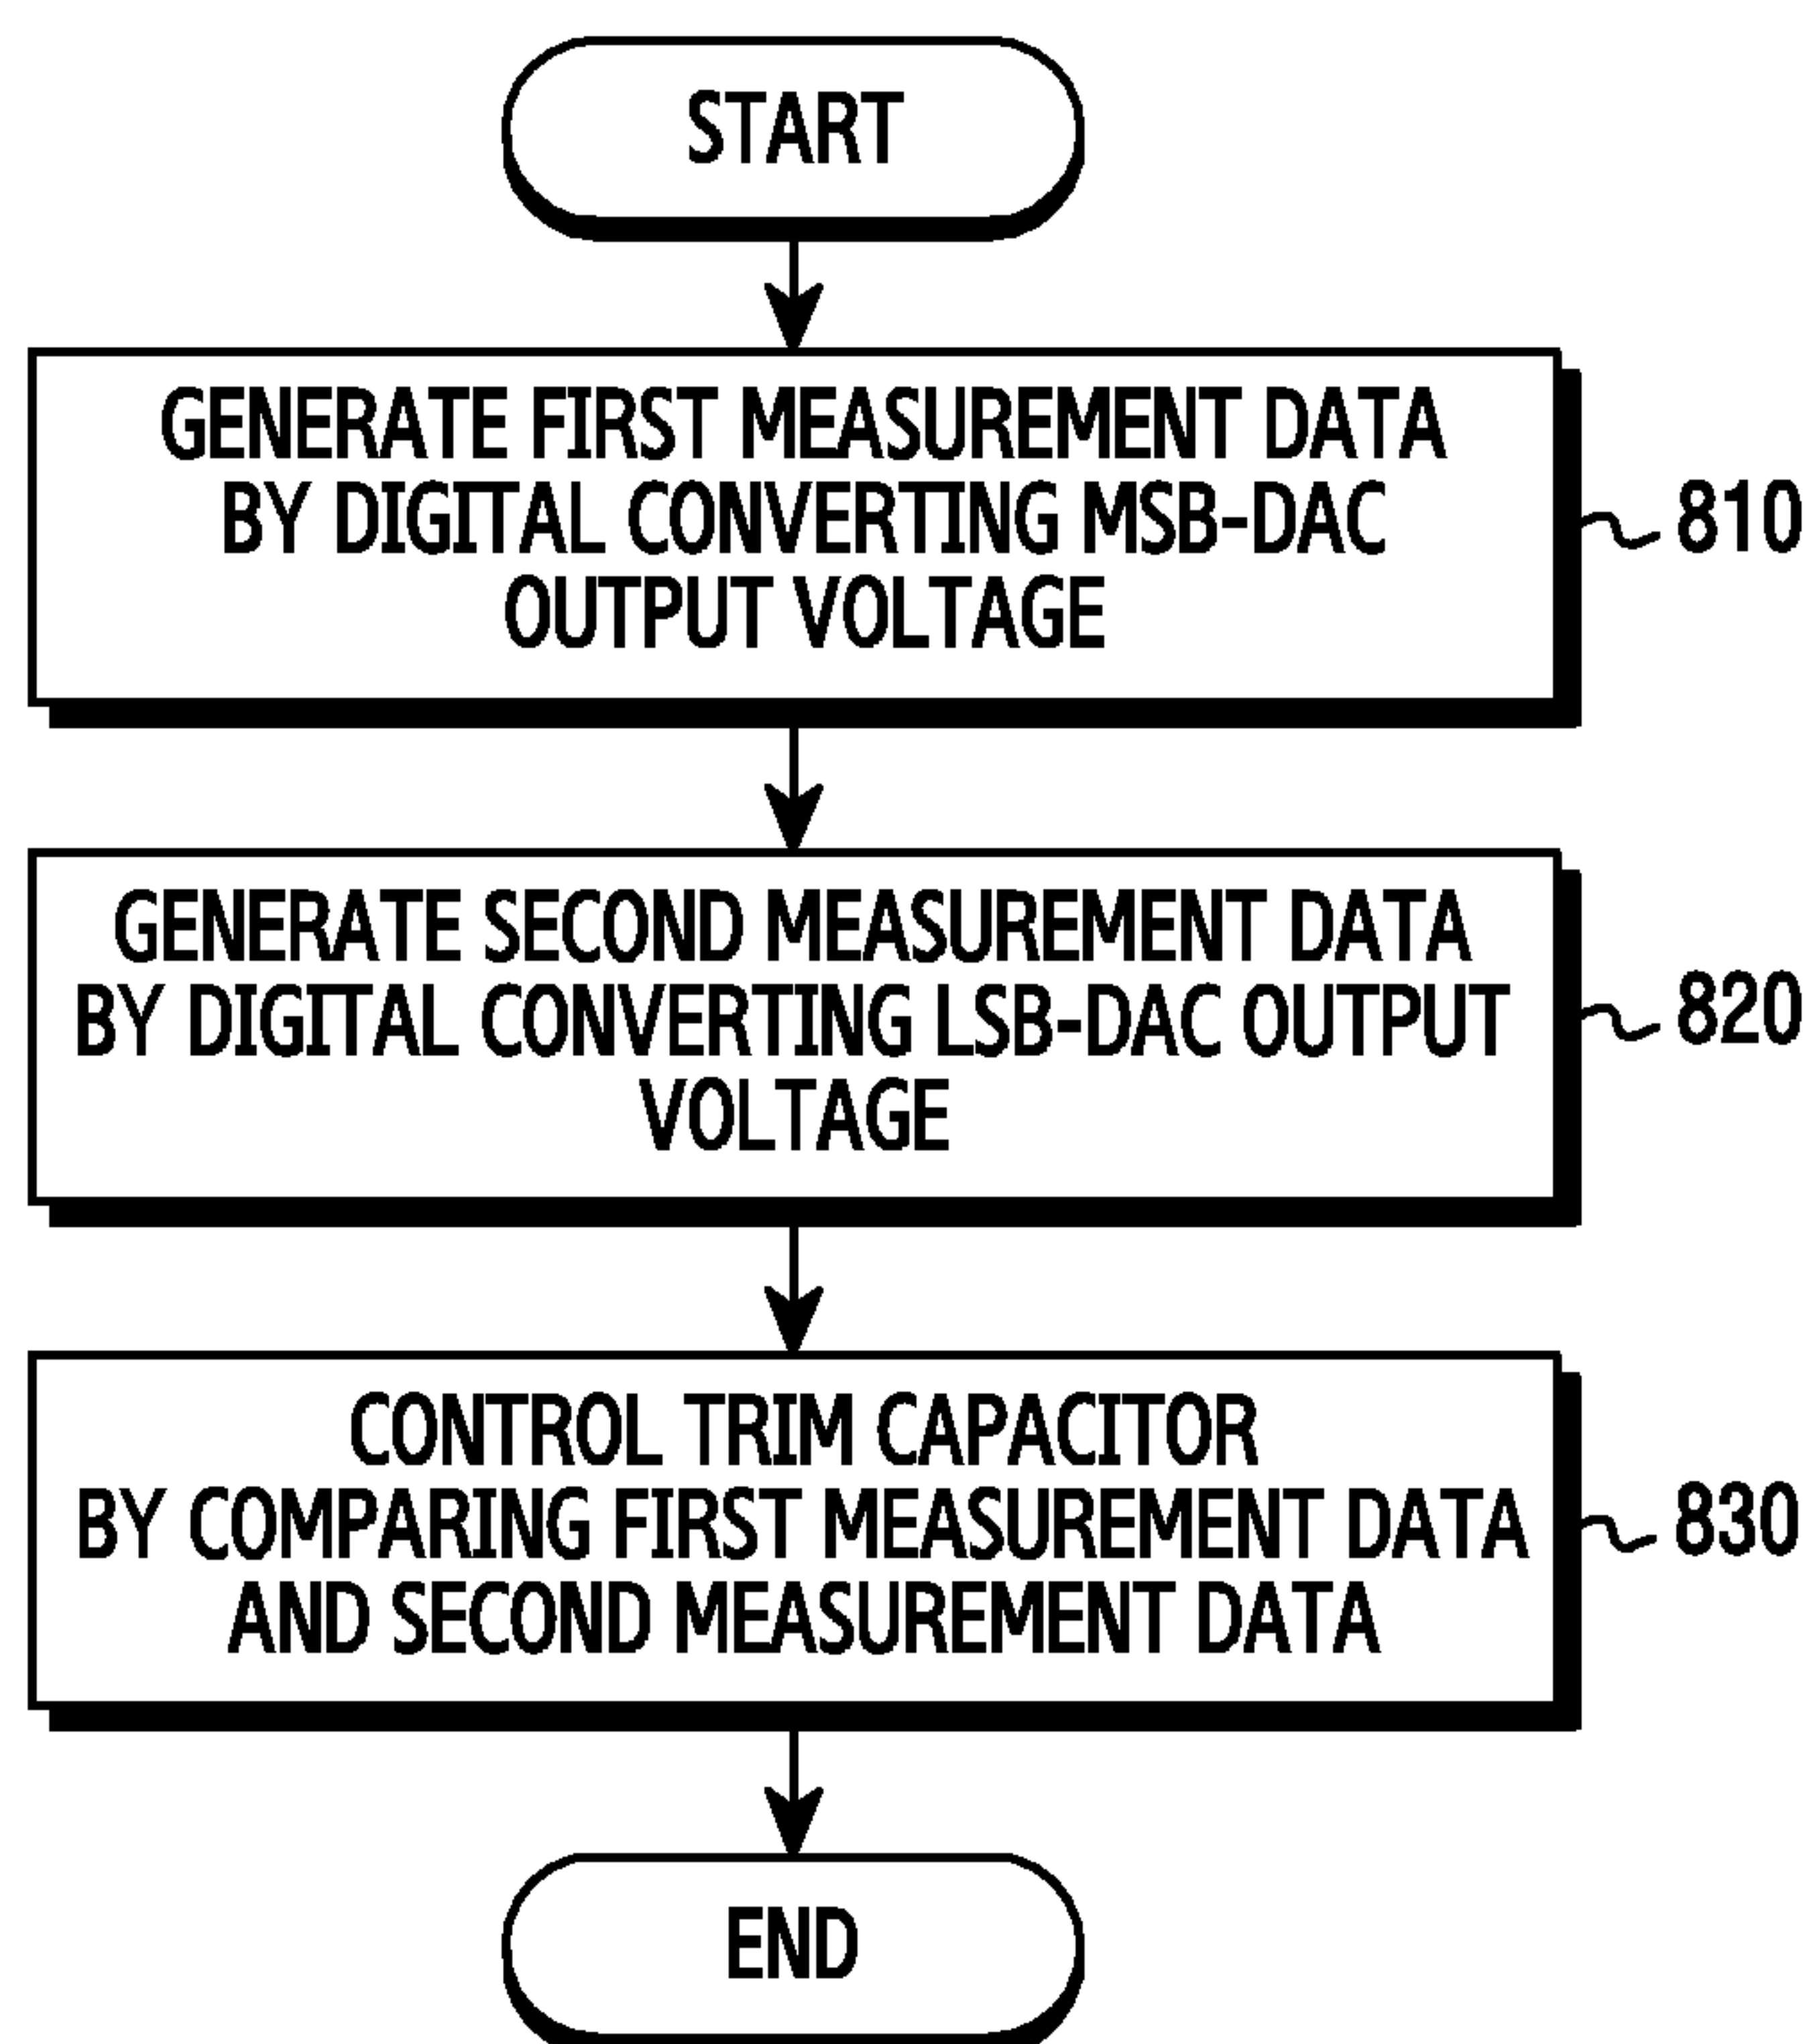 START
GENERATE FIRST MEASUREMENT DATA
BY DIGITAL CONVERTING MSB-DAC
OUTPUT VOLTAGE
810
GENERATE SECOND MEASUREMENT DATA
BY DIGITAL CONVERTING LSB-DAC OUTPUT
VOLTAGE
820
CONTROL TRIM CAPACITOR
BY COMPARING FIRST MEASUREMENT DATA
AND SECOND MEASUREMENT DATA
830
END